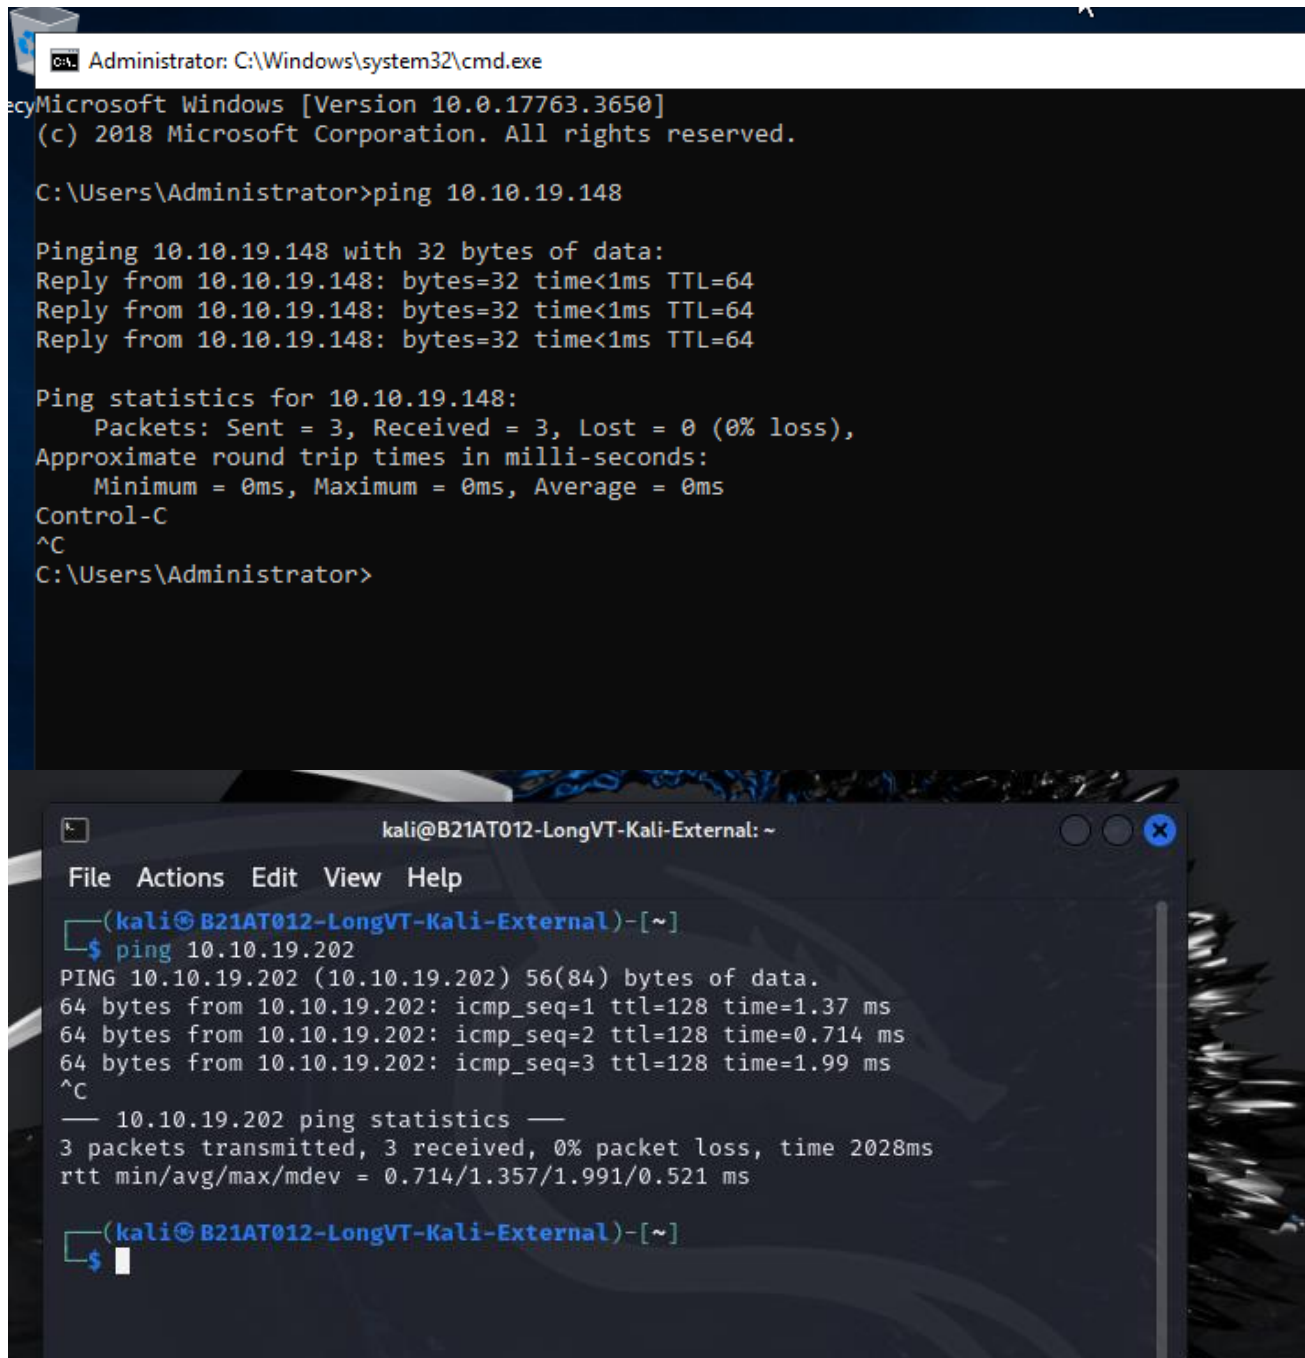 Administrator: C:\Windows\system32\cmd.exe
Microsoft Windows [Version 10.0.17763.3650]
(c) 2018 Microsoft Corporation. All rights reserved.
C:\Users\Administrator>ping 10.10.19.148
Pinging 10.10.19.148 with 32 bytes of data:
Reply from 10.10.19.148: bytes=32 time<1ms TTL=64
Reply from 10.10.19.148: bytes=32 time<1ms TTL=64
Reply from 10.10.19.148: bytes=32 time<1ms TTL=64
Ping statistics for 10.10.19.148:
    Packets: Sent = 3, Received = 3, Lost = 0 (0% loss),
Approximate round trip times in milli-seconds:
    Minimum = 0ms, Maximum = 0ms, Average = 0ms
Control-C
^C
C:\Users\Administrator>
kali@B21AT012-LongVT-Kali-External: ~
File Actions Edit View Help
┌──(kali㉿B21AT012-LongVT-Kali-External)-[~]
└─$ ping 10.10.19.202
PING 10.10.19.202 (10.10.19.202) 56(84) bytes of data.
64 bytes from 10.10.19.202: icmp_seq=1 ttl=128 time=1.37 ms
64 bytes from 10.10.19.202: icmp_seq=2 ttl=128 time=0.714 ms
64 bytes from 10.10.19.202: icmp_seq=3 ttl=128 time=1.99 ms
^C
--- 10.10.19.202 ping statistics ---
3 packets transmitted, 3 received, 0% packet loss, time 2028ms
rtt min/avg/max/mdev = 0.714/1.357/1.991/0.521 ms
┌──(kali㉿B21AT012-LongVT-Kali-External)-[~]
└─$